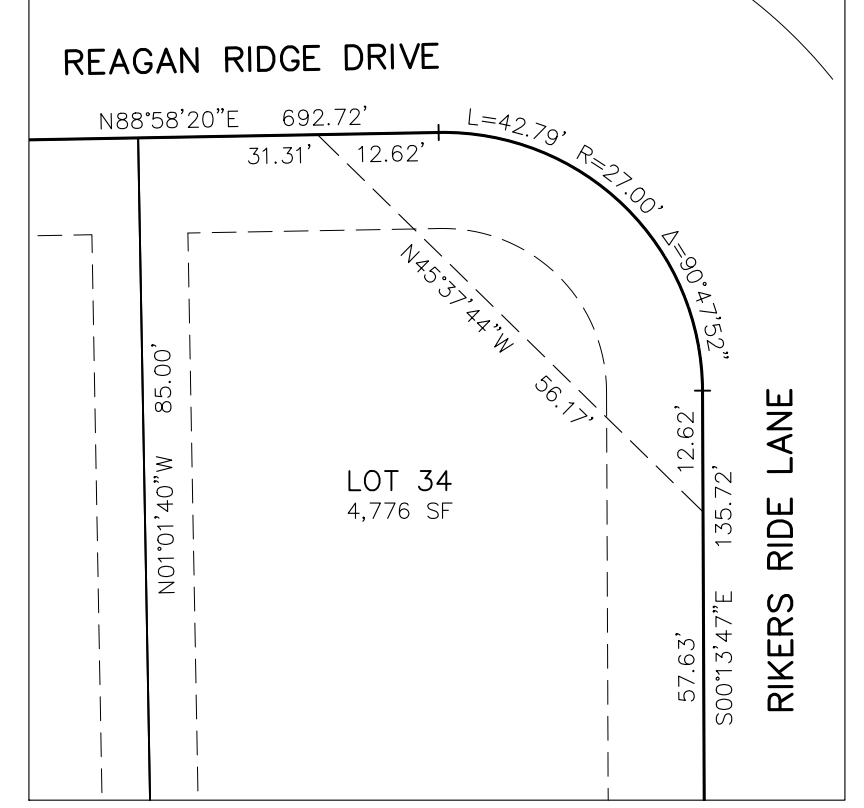 REAGAN RIDGE DRIVE
N88°58'20"E 692.72'
L=42.79' R=27.00' Δ=90°47'52"
31.31' 12.62'
N45°37'44"W 56.17'
N01°01'40"W 85.00'
LOT 34
4,776 SF
12.62'
57.63'
S00°13'47"E 135.72'
RIKERS RIDE LANE